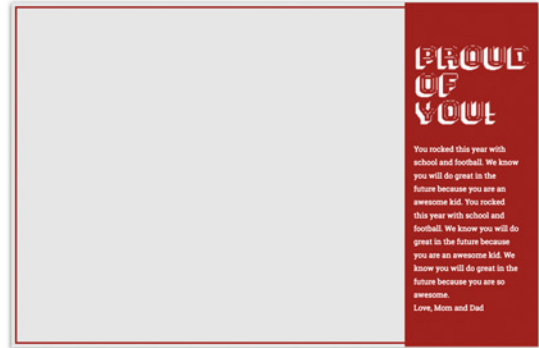 PROUD
OF
YOU!
You rocked this year with
school and football. We know
you will do great in the
future because you are an
awesome kid. You rocked
this year with school and
football. We know you will do
great in the future because
you are an awesome kid. We
know you will do great in the
future because you are so
awesome.
Love, Mom and Dad